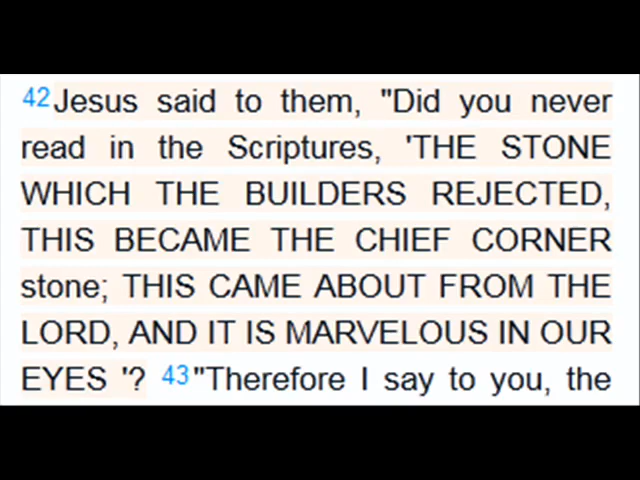 42Jesus said to them, "Did you never
read in the Scriptures, 'THE STONE
WHICH THE BUILDERS REJECTED,
THIS BECAME THE CHIEF CORNER
stone; THIS CAME ABOUT FROM THE
LORD, AND IT IS MARVELOUS IN OUR
EYES '? 43"Therefore I say to you, the